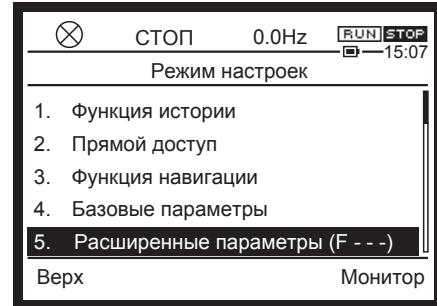 СТОП 0.0Hz RUN STOP
15:07
Режим настроек
1. Функция истории
2. Прямой доступ
3. Функция навигации
4. Базовые параметры
5. Расширенные параметры (F - - -)
Верх Монитор